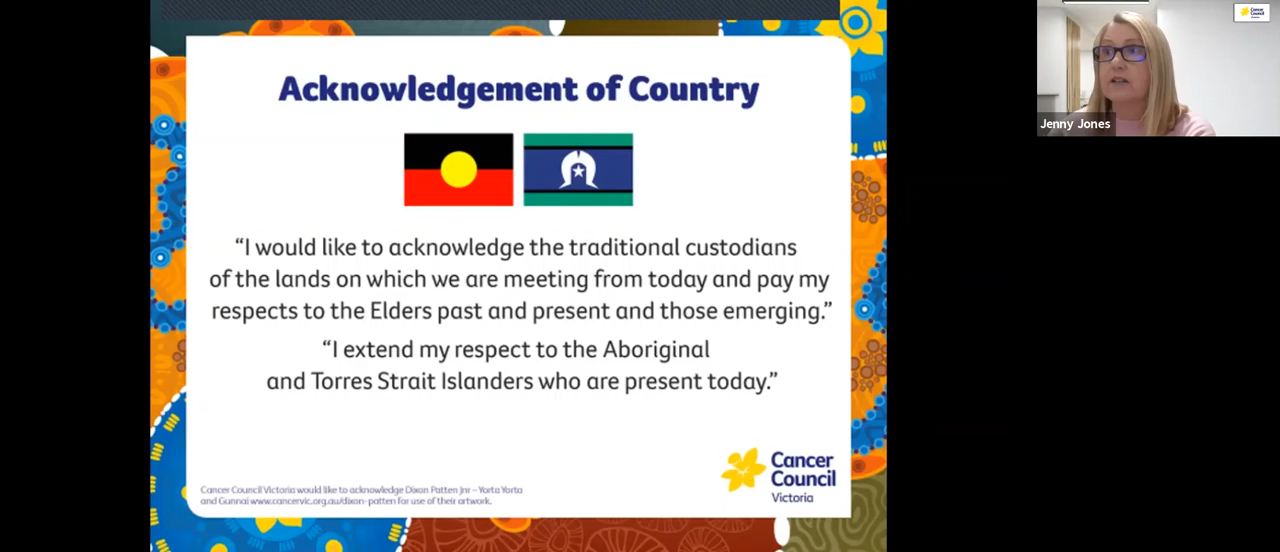 Acknowledgement of Country
“I would like to acknowledge the traditional custodians
of the lands on which we are meeting from today and pay my
respects to the Elders past and present and those emerging.”
“I extend my respect to the Aboriginal
and Torres Strait Islanders who are present today.”
Cancer
Council
Victoria
Cancer Council Victoria would like to acknowledge Dixon Patten Jnr – Yorta Yorta
and Gunnai www.cancervic.org.au/dixon-patten for use of their artwork.
Cancer
Council
Jenny Jones